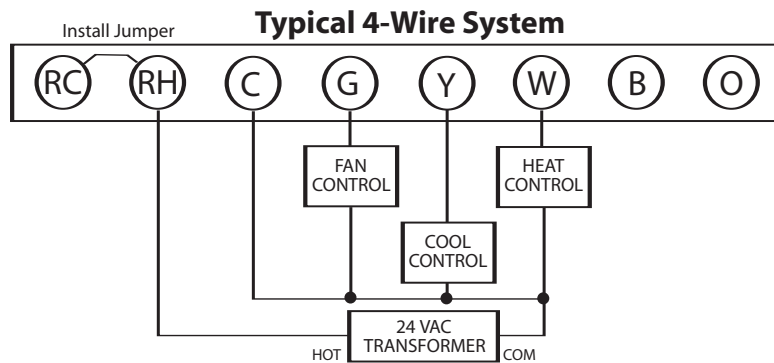 Typical 4-Wire System
Install Jumper
RC RH C G Y W B O
FAN
CONTROL
HEAT
CONTROL
COOL
CONTROL
24 VAC
TRANSFORMER
HOT
COM